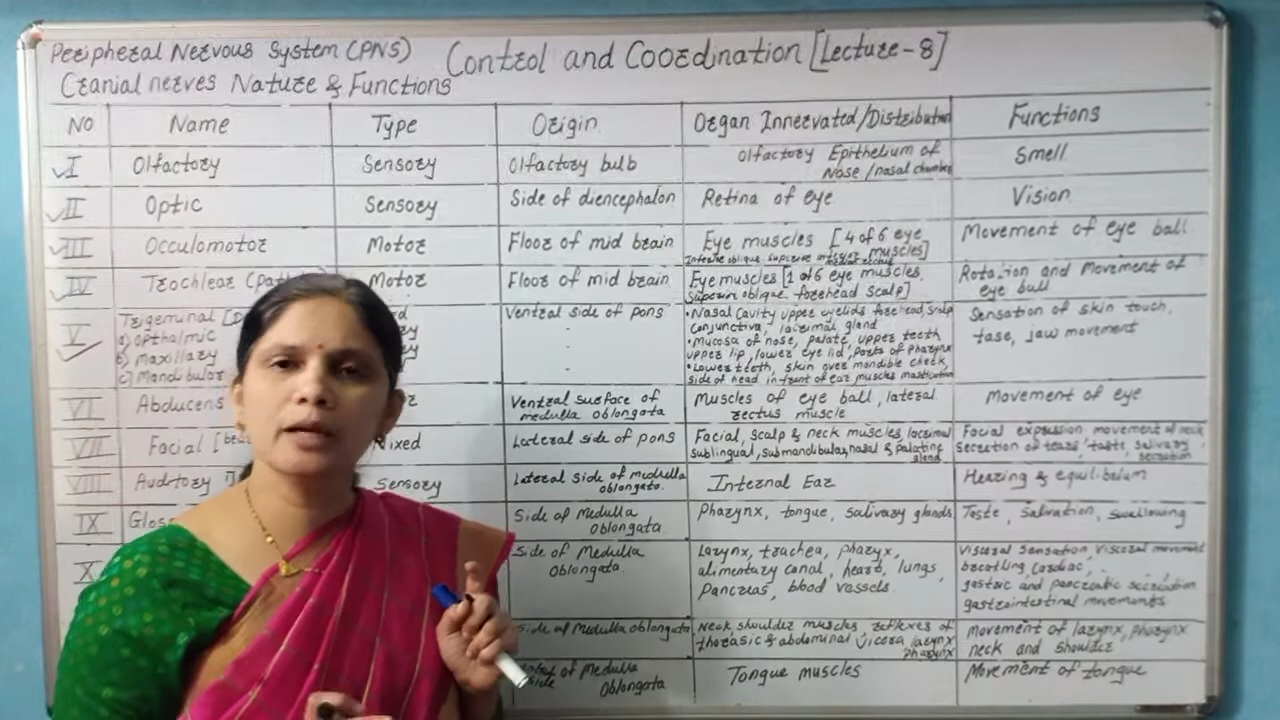 Peripheral Nervous System (PNS) Control and Coordination [Lecture-8]
Cranial nerves Nature & Functions
NO Name Type Origin Organ Innervated/Distribution Functions
I Olfactory Sensory Olfactory bulb Olfactory Epithelium of Smell
Nose/nasal chamber
II Optic Sensory Side of diencephalon Retina of eye Vision
III Occulomotor Motor Floor of mid brain Eye muscles [4 of 6 eye Movement of eye ball
muscles]
IV Trochlear Motor Floor of mid brain Eye muscles [1 of 6 eye muscles Rotation and Movement of
Superior oblique forehead scalp] eye ball
V Trigeminal Ventral side of pons •Nasal Cavity upper eyelids forehead, scalp Sensation of skin touch,
a) opthalmic conjunctiva, lacrimal gland tase, jaw movement
b) maxillary •Mucosa of nose, palate, upper teeth
upper lip, lower eye lid, parts of pharynx
c) Mandibular •Lower teeth, skin over mandible cheek,
side of head in front of ear muscles mastication
VI Abducens Ventral surface of Muscles of eye ball, lateral Movement of eye
medulla oblongata rectus muscle
VII Facial Mixed Lateral side of pons Facial, scalp & neck muscles, lacrimal Facial expression movement of neck
sublingual, submandibular, nasal & palatine Secretion of tears, taste, salivary
gland secretion
VIII Auditory Sensory Lateral side of medulla Internal Ear Hearing & equilibrium
oblongata.
IX Side of Medulla Pharynx, tongue, salivary glands Taste, Salivation, swallowing
Oblongata
X Side of Medulla Larynx, trachea, pharyx, Visceral Sensation, visceral movement
Oblongata. alimentary canal, heart, lungs, Cardiac,
Pancreas, blood vessels gastric and pancreatic secretion
gastrointestinal movements
Side of Medulla oblongata Neck shoulder muscles reflexes of Movement of larynx, pharynx
thorasic & abdominal larynx neck and shoulder
pharynx
of Medulla Tongue muscles Movement of tongue
side Oblongata